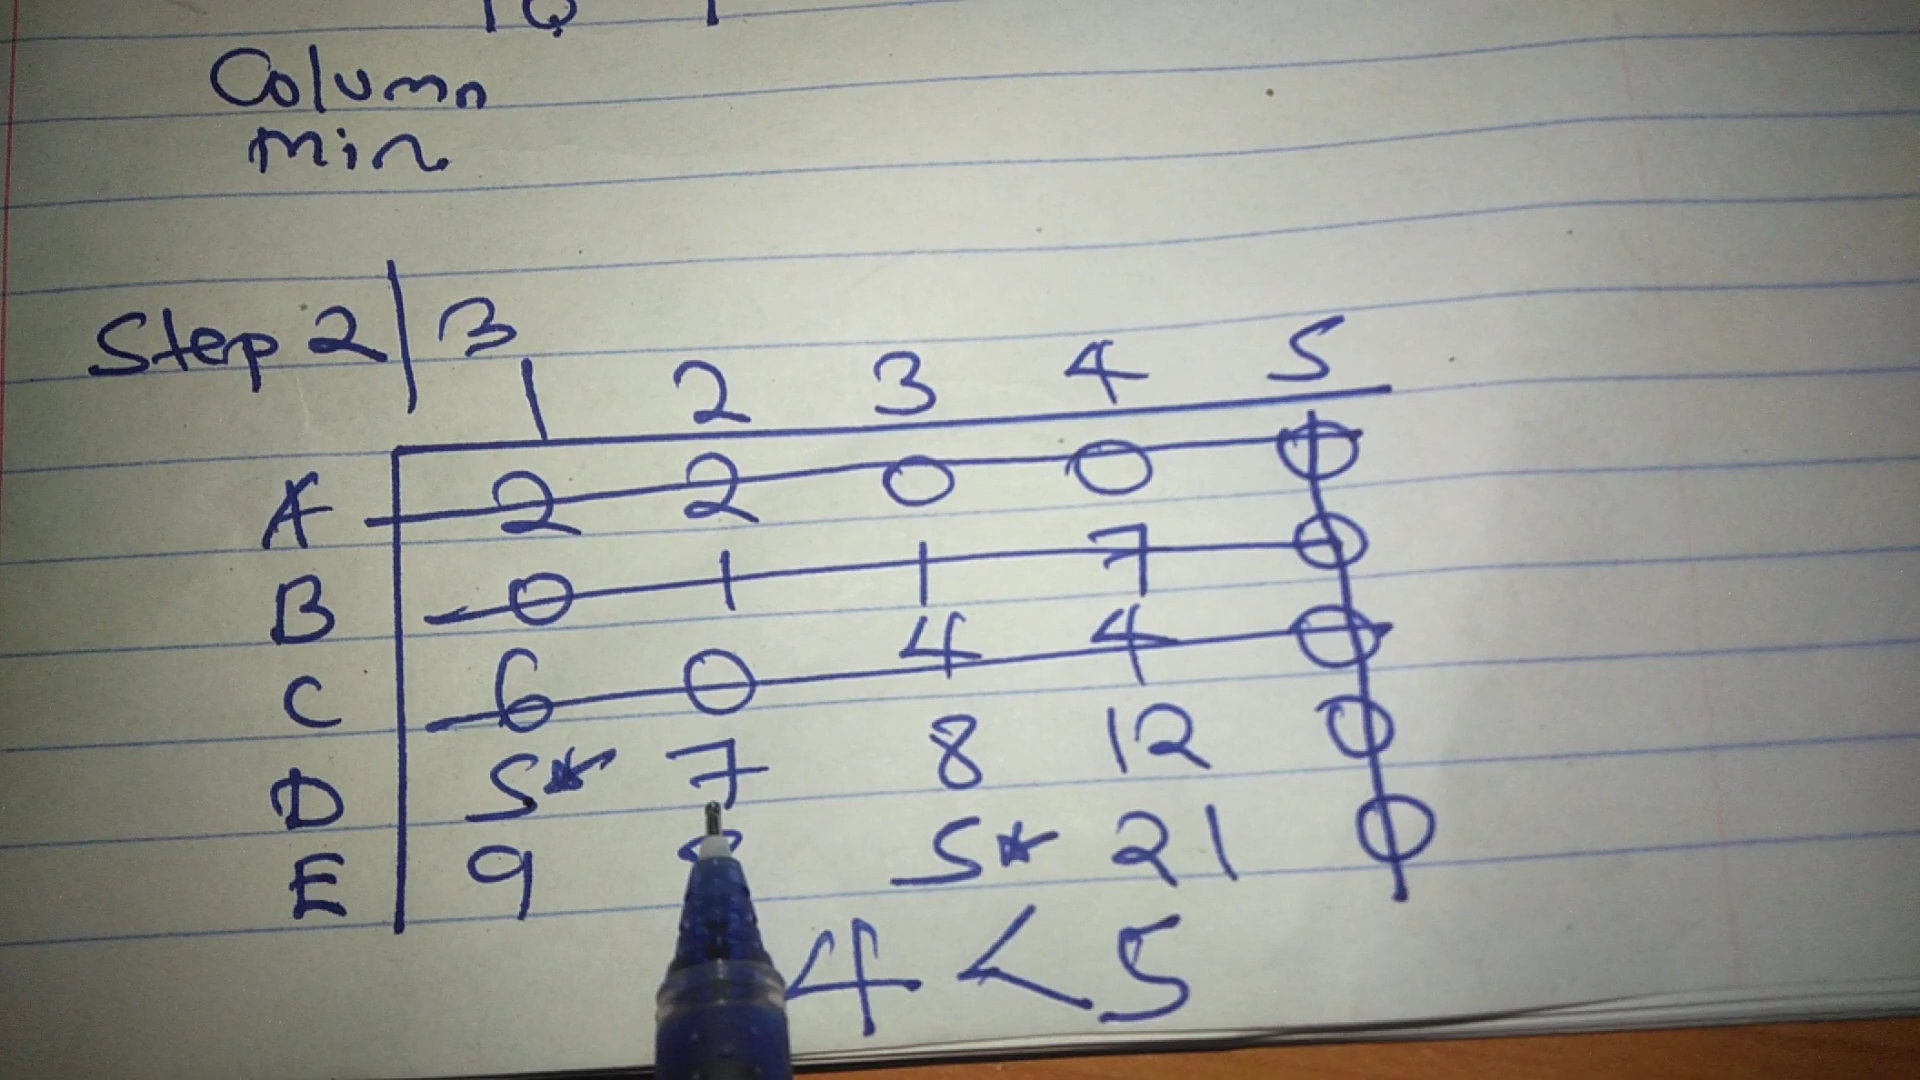 Column
min
Step 2 | 3
1 2 3 4 5
A 2 2 0 0 0
B 0 1 1 7 0
C 6 0 4 4 0
D 5* 7 8 12 0
E 9 5* 21 0
4 < 5